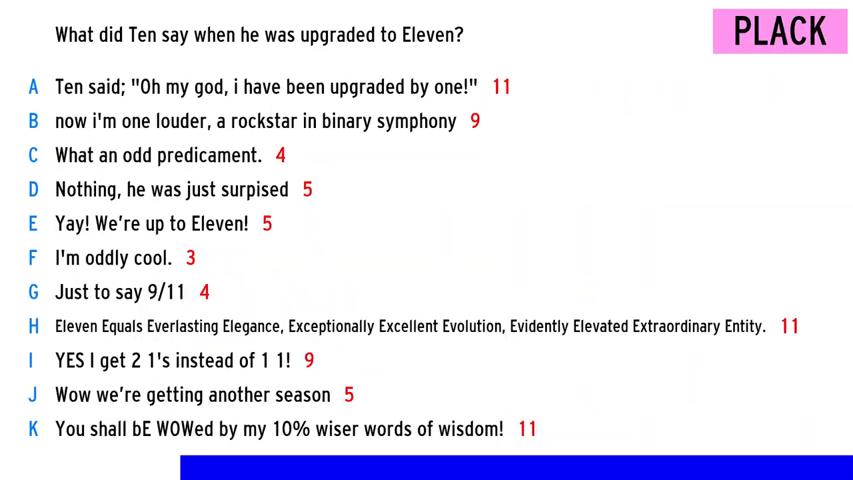 What did Ten say when he was upgraded to Eleven?
PLACK
A Ten said; "Oh my god, i have been upgraded by one!" 11
B now i'm one louder, a rockstar in binary symphony 9
C What an odd predicament. 4
D Nothing, he was just surpised 5
E Yay! We're up to Eleven! 5
F I'm oddly cool. 3
G Just to say 9/11 4
H Eleven Equals Everlasting Elegance, Exceptionally Excellent Evolution, Evidently Elevated Extraordinary Entity. 11
I YES I get 2 1's instead of 1 1! 9
J Wow we're getting another season 5
K You shall bE WOWed by my 10% wiser words of wisdom! 11